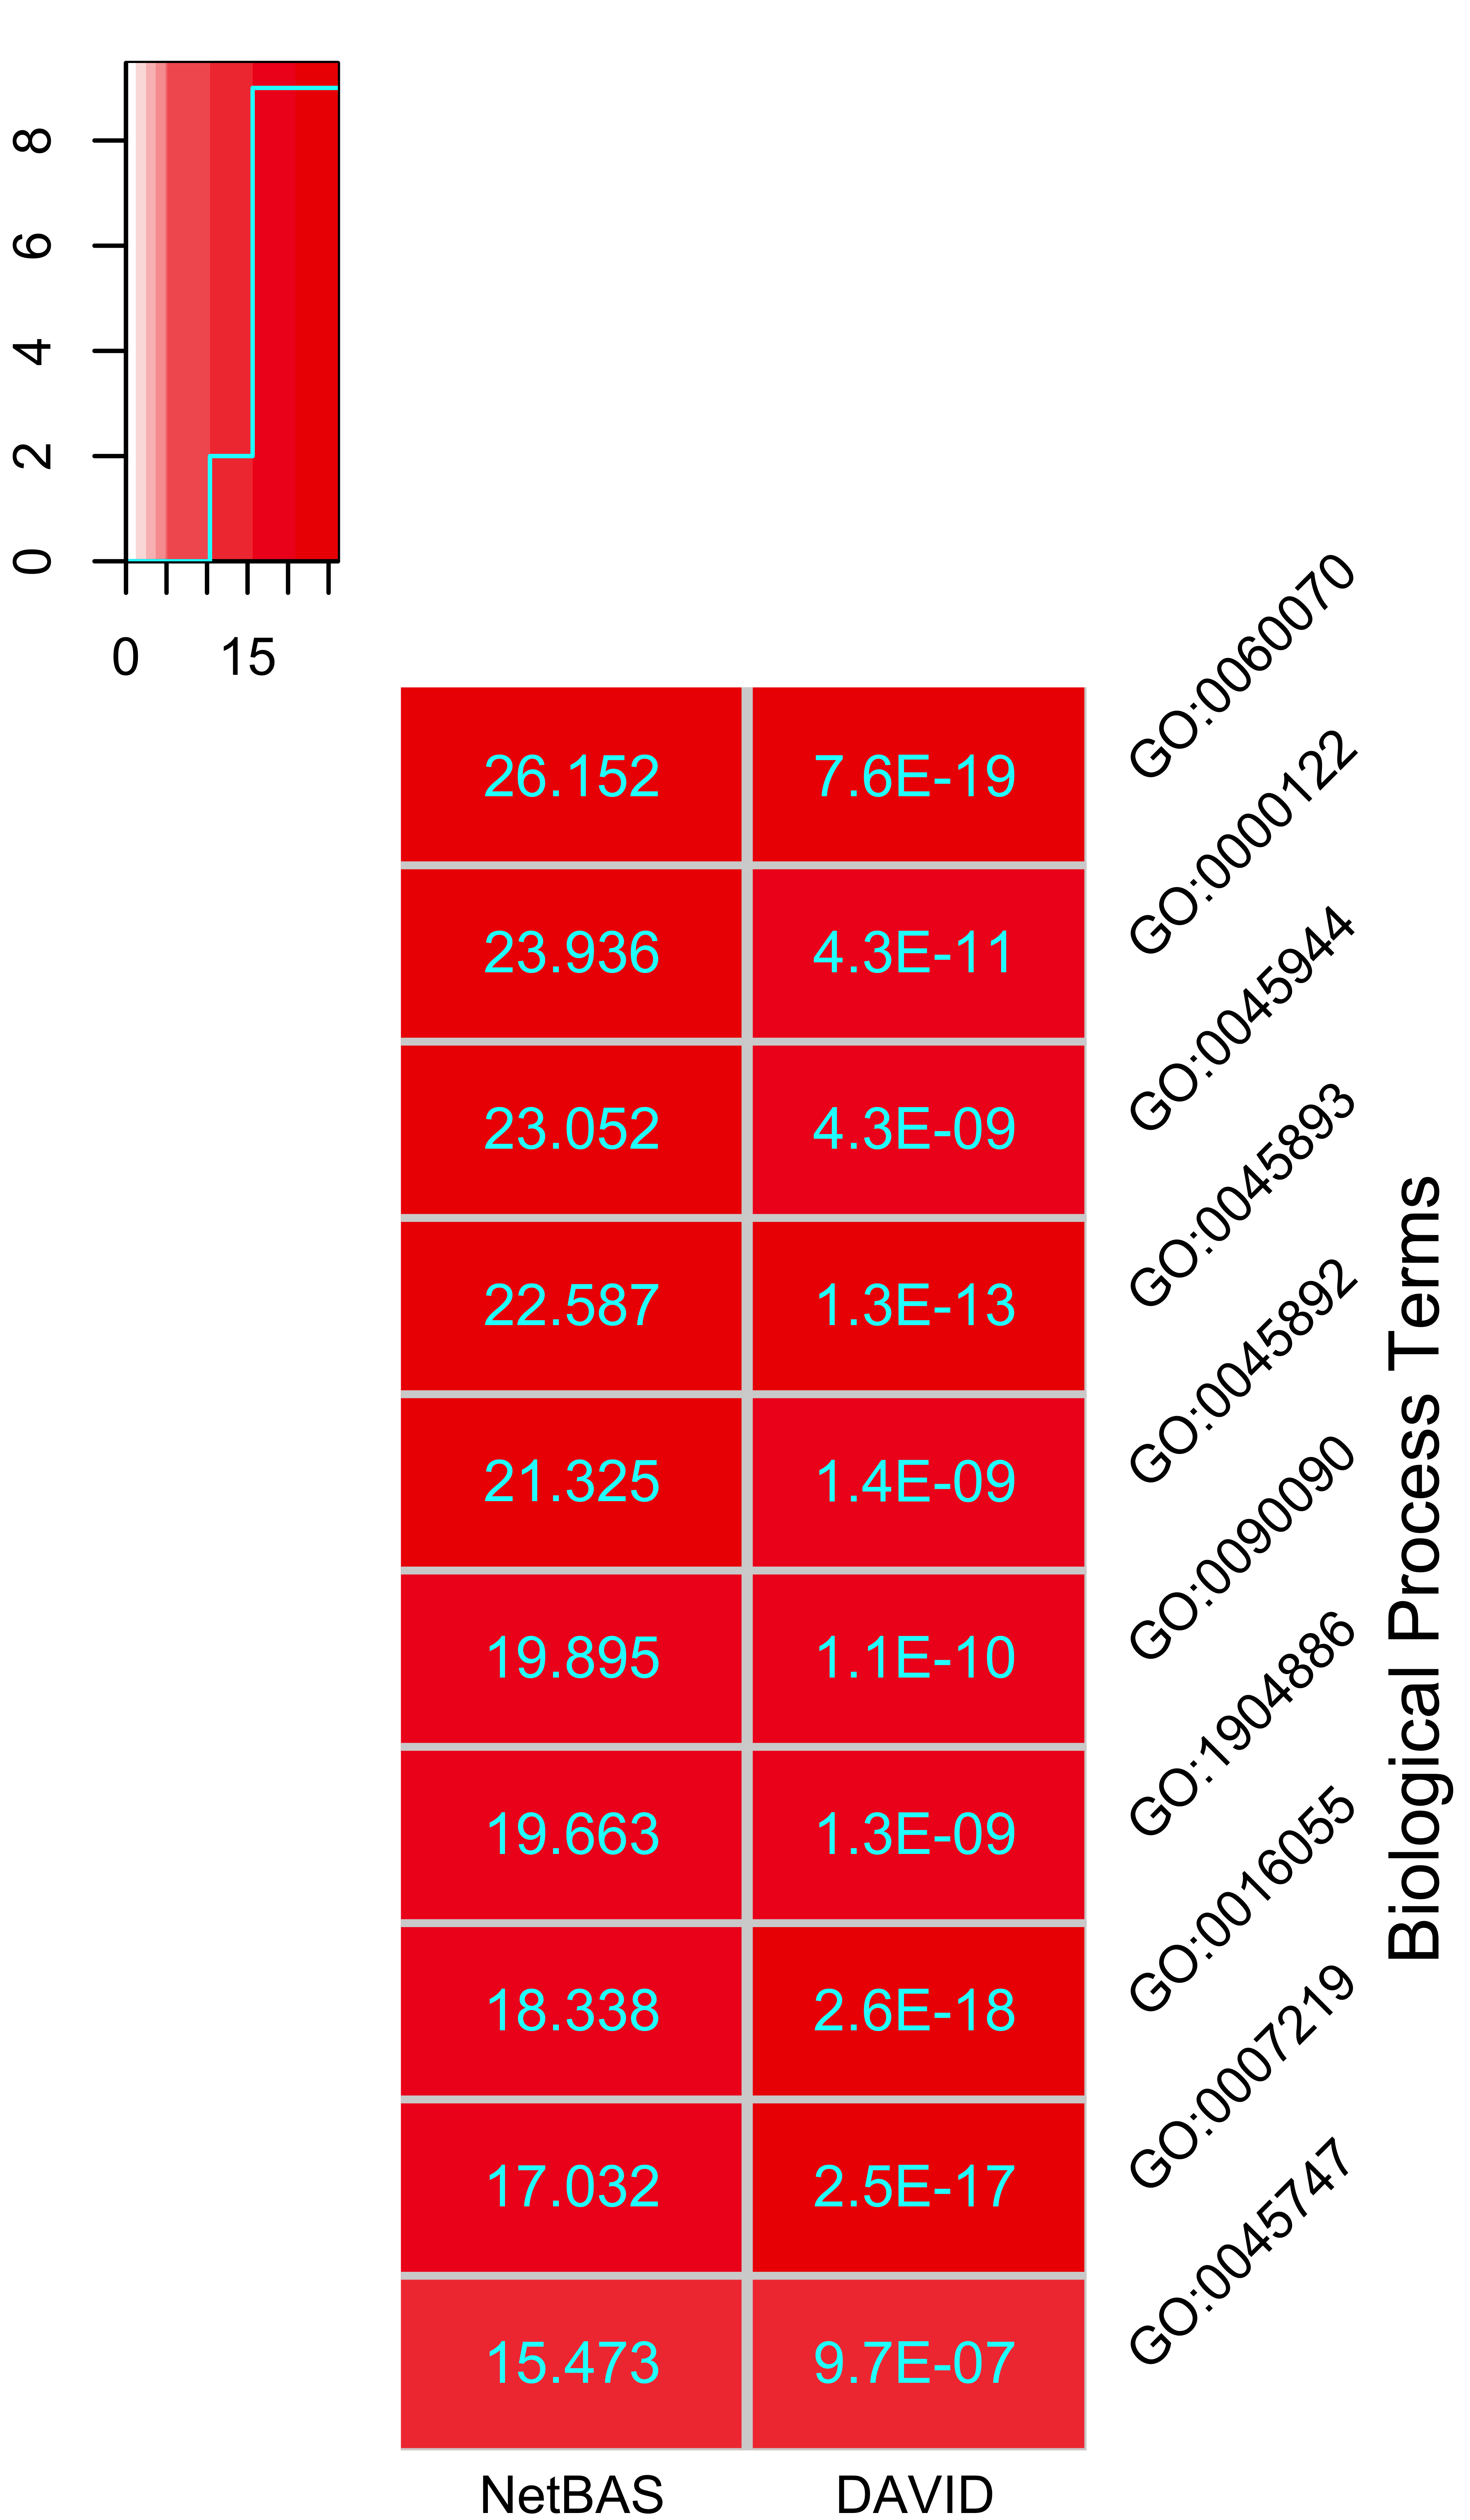 8
6
4
2
0
0 15
26.152 7.6E-19 GO:0060070
23.936 4.3E-11 GO:0000122
23.052 4.3E-09 GO:0045944
22.587 1.3E-13 GO:0045893
21.325 1.4E-09 GO:0045892
19.895 1.1E-10 GO:0090090
19.663 1.3E-09 GO:1904886
18.338 2.6E-18 GO:0016055
17.032 2.5E-17 GO:0007219
15.473 9.7E-07 GO:0045747
NetBAS DAVID
Biological Process Terms